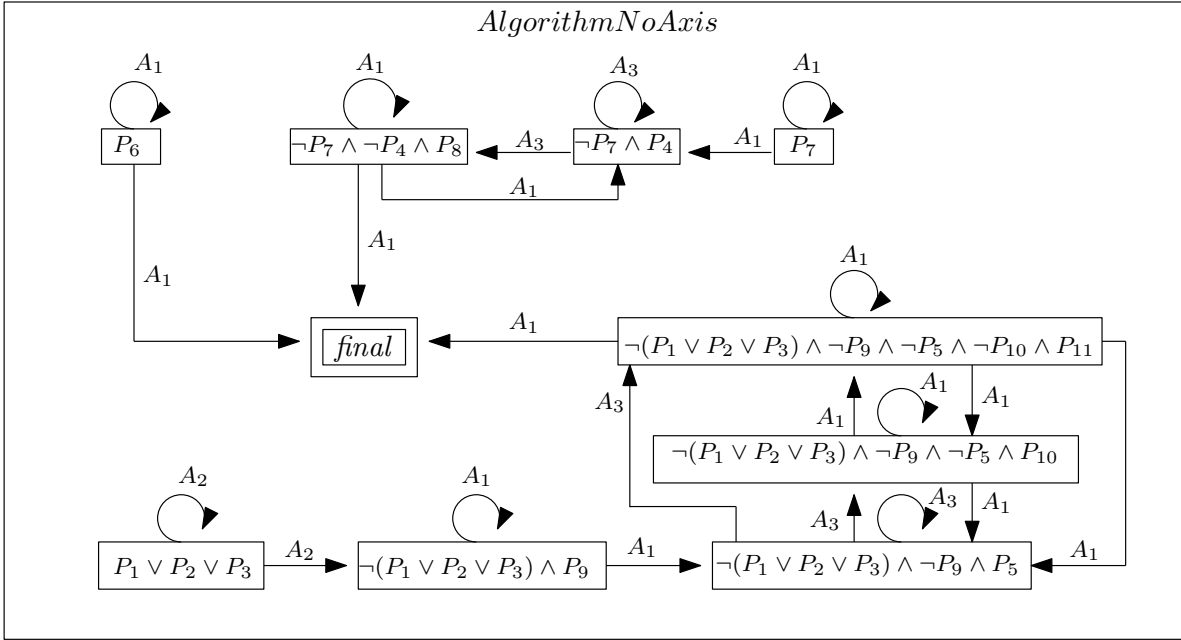 AlgorithmNoAxis
A₁ A₁ A₃ A₁
P₆ ¬P₇ ∧ ¬P₄ ∧ P₈ A₃ ¬P₇ ∧ P₄ A₁ P₇
A₁
A₁ A₁
A₁
final A₁ ¬(P₁ ∨ P₂ ∨ P₃) ∧ ¬P₉ ∧ ¬P₅ ∧ ¬P₁₀ ∧ P₁₁
A₃ A₁ A₁ A₁
¬(P₁ ∨ P₂ ∨ P₃) ∧ ¬P₉ ∧ ¬P₅ ∧ P₁₀
A₂ A₁ A₃ A₃ A₁
P₁ ∨ P₂ ∨ P₃ A₂ ¬(P₁ ∨ P₂ ∨ P₃) ∧ P₉ A₁ ¬(P₁ ∨ P₂ ∨ P₃) ∧ ¬P₉ ∧ P₅ A₁